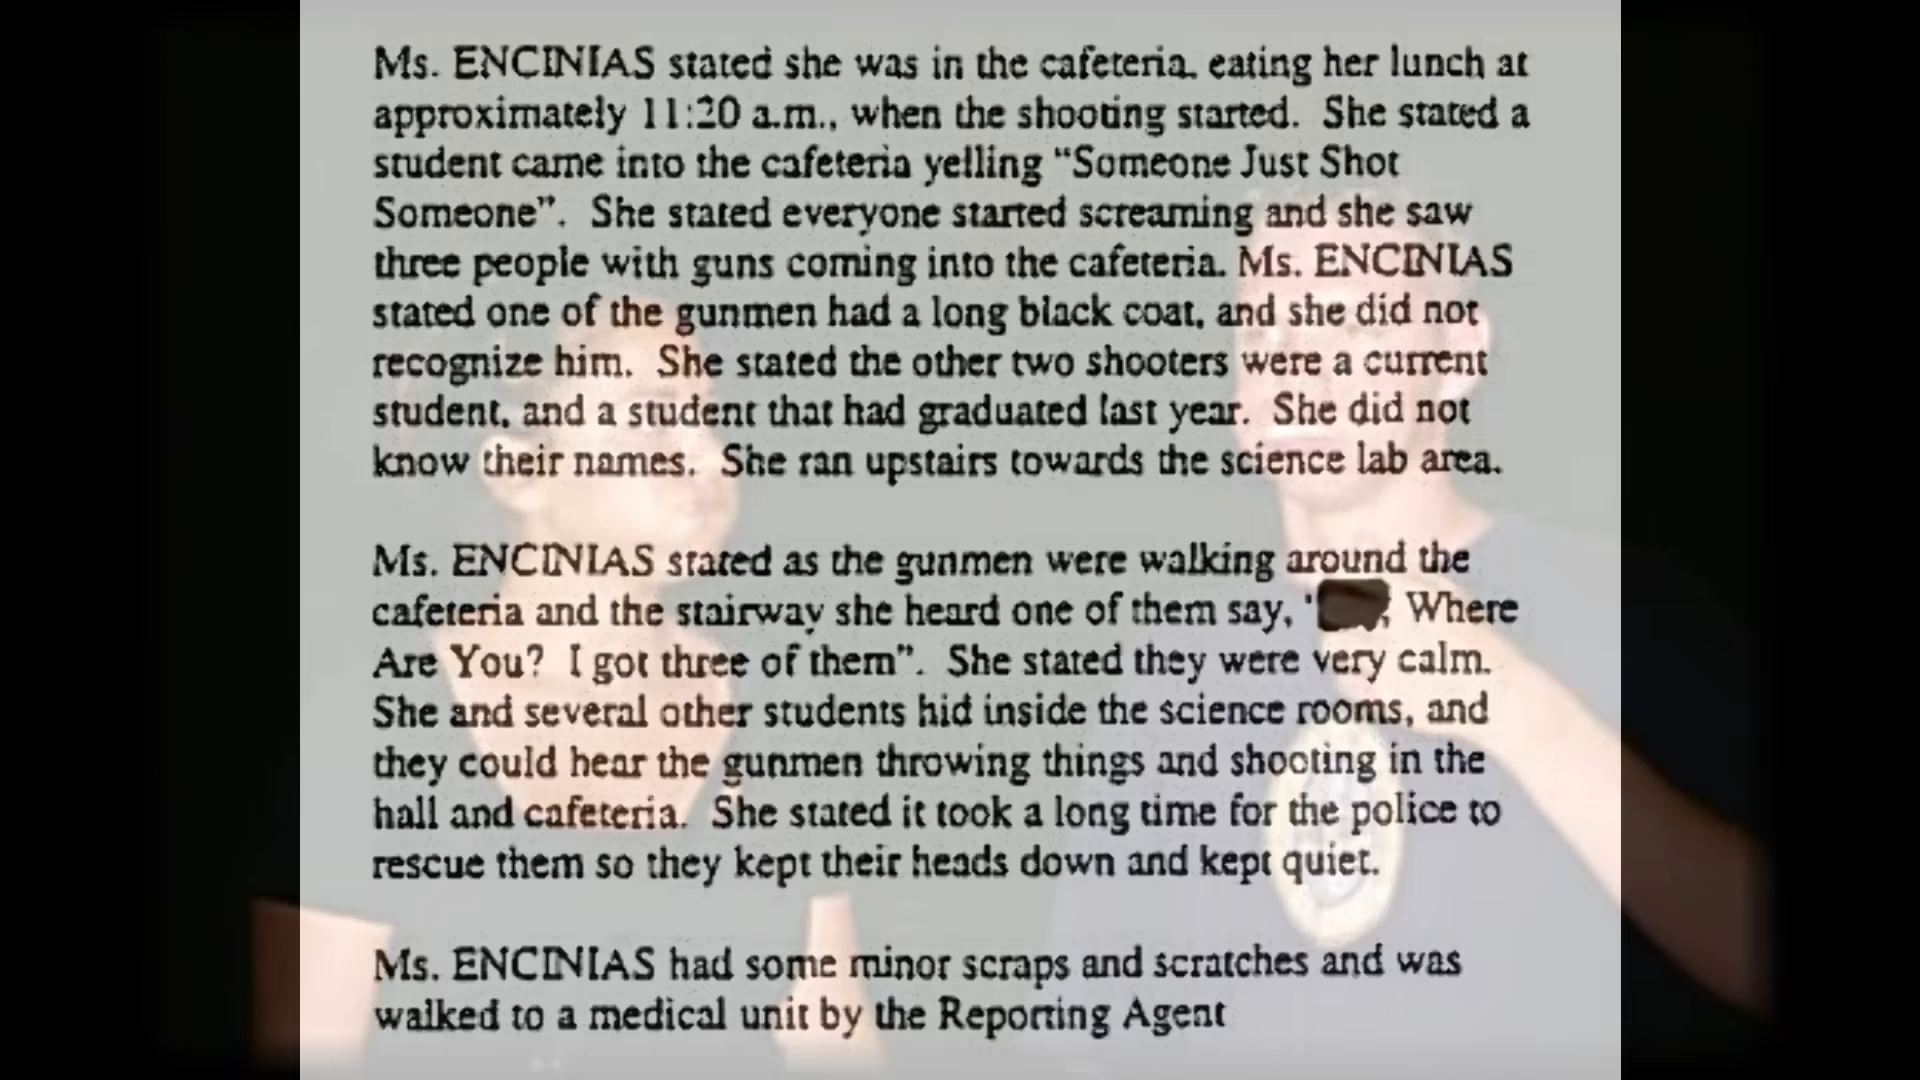 Ms. ENCINIAS stated she was in the cafeteria. eating her lunch at
approximately 11:20 a.m., when the shooting started. She stated a
student came into the cafeteria yelling "Someone Just Shot
Someone". She stated everyone started screaming and she saw
three people with guns coming into the cafeteria. Ms. ENCINIAS
stated one of the gunmen had a long black coat, and she did not
recognize him. She stated the other two shooters were a current
student, and a student that had graduated last year. She did not
know their names. She ran upstairs towards the science lab area.
Ms. ENCINIAS stated as the gunmen were walking around the
cafeteria and the stairway she heard one of them say, ' Where
Are You? I got three of them". She stated they were very calm.
She and several other students hid inside the science rooms, and
they could hear the gunmen throwing things and shooting in the
hall and cafeteria. She stated it took a long time for the police to
rescue them so they kept their heads down and kept quiet.
Ms. ENCINIAS had some minor scraps and scratches and was
walked to a medical unit by the Reporting Agent